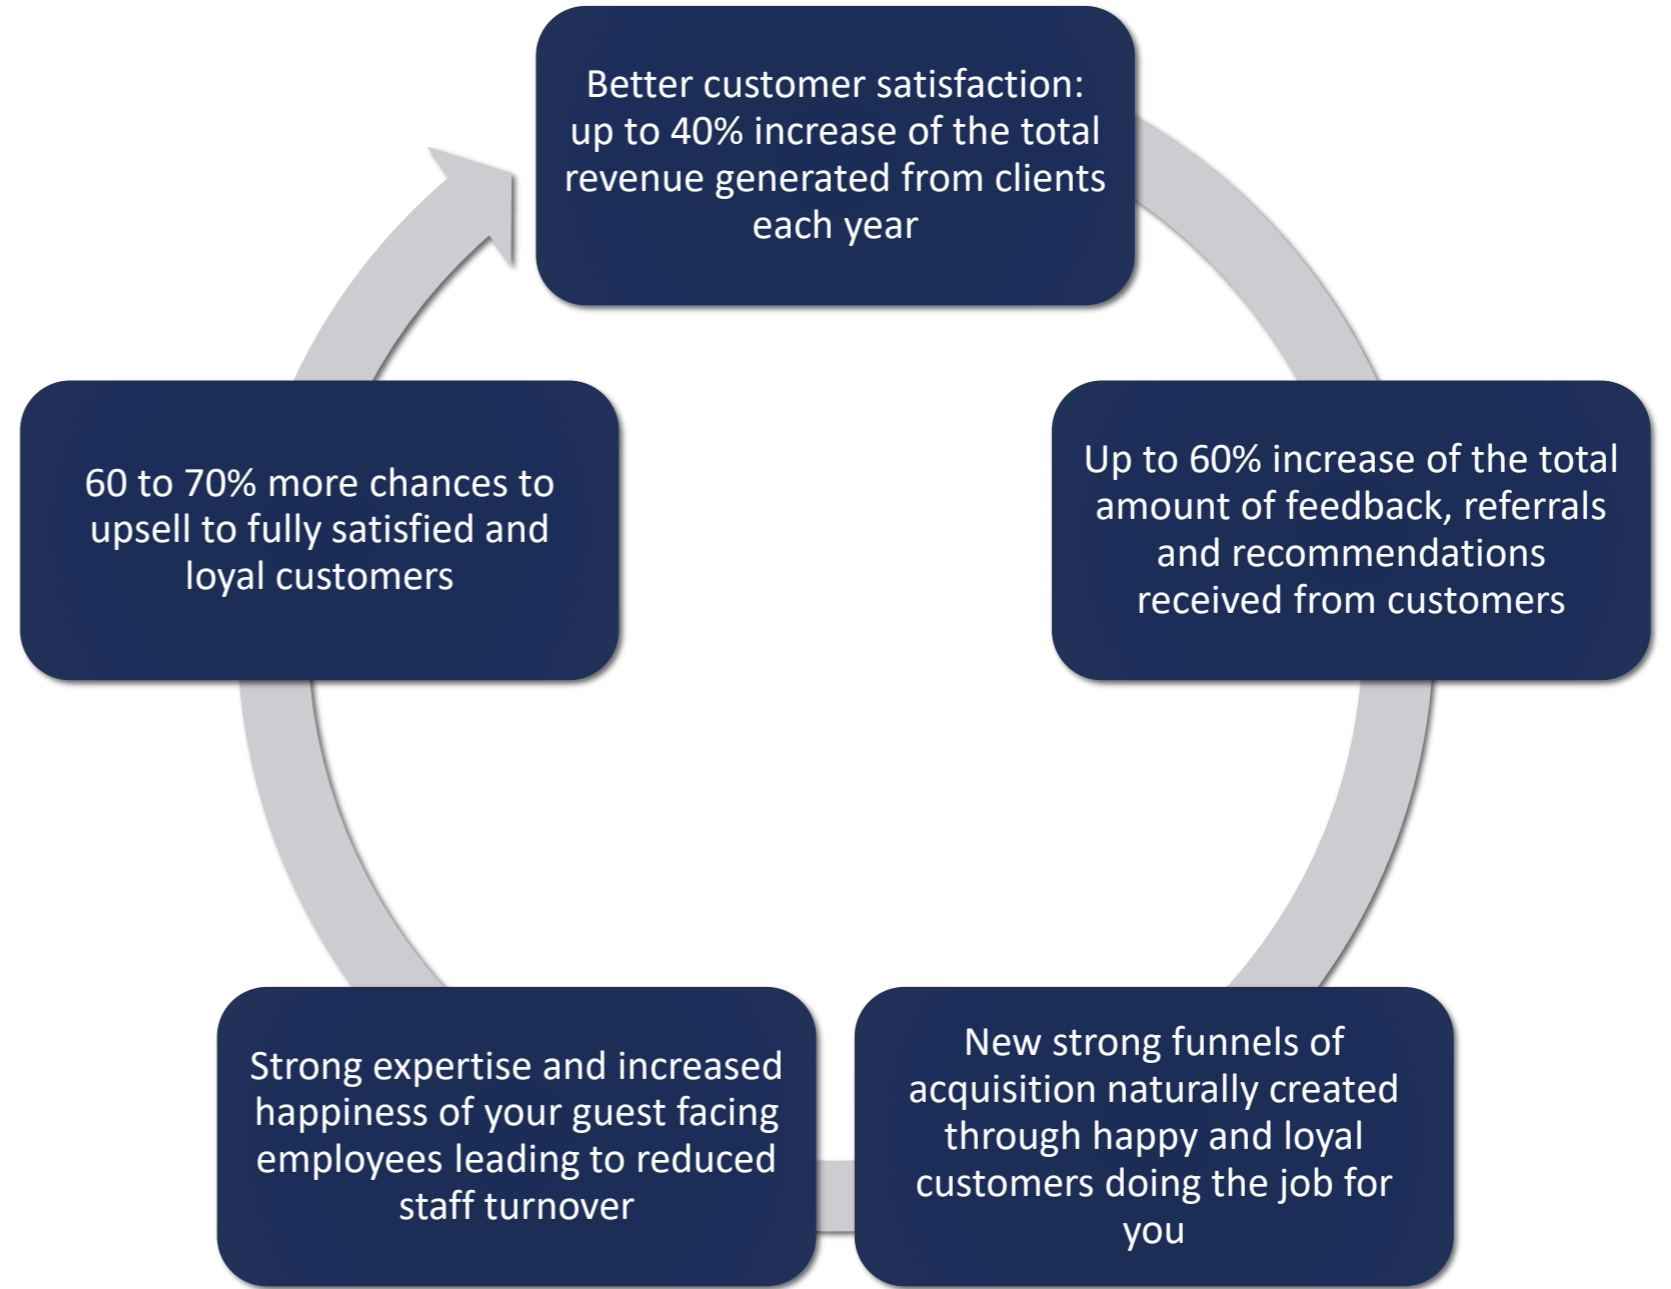 Better customer satisfaction:
up to 40% increase of the total
revenue generated from clients
each year
Up to 60% increase of the total
amount of feedback, referrals
and recommendations
received from customers
New strong funnels of
acquisition naturally created
through happy and loyal
customers doing the job for
you
Strong expertise and increased
happiness of your guest facing
employees leading to reduced
staff turnover
60 to 70% more chances to
upsell to fully satisfied and
loyal customers